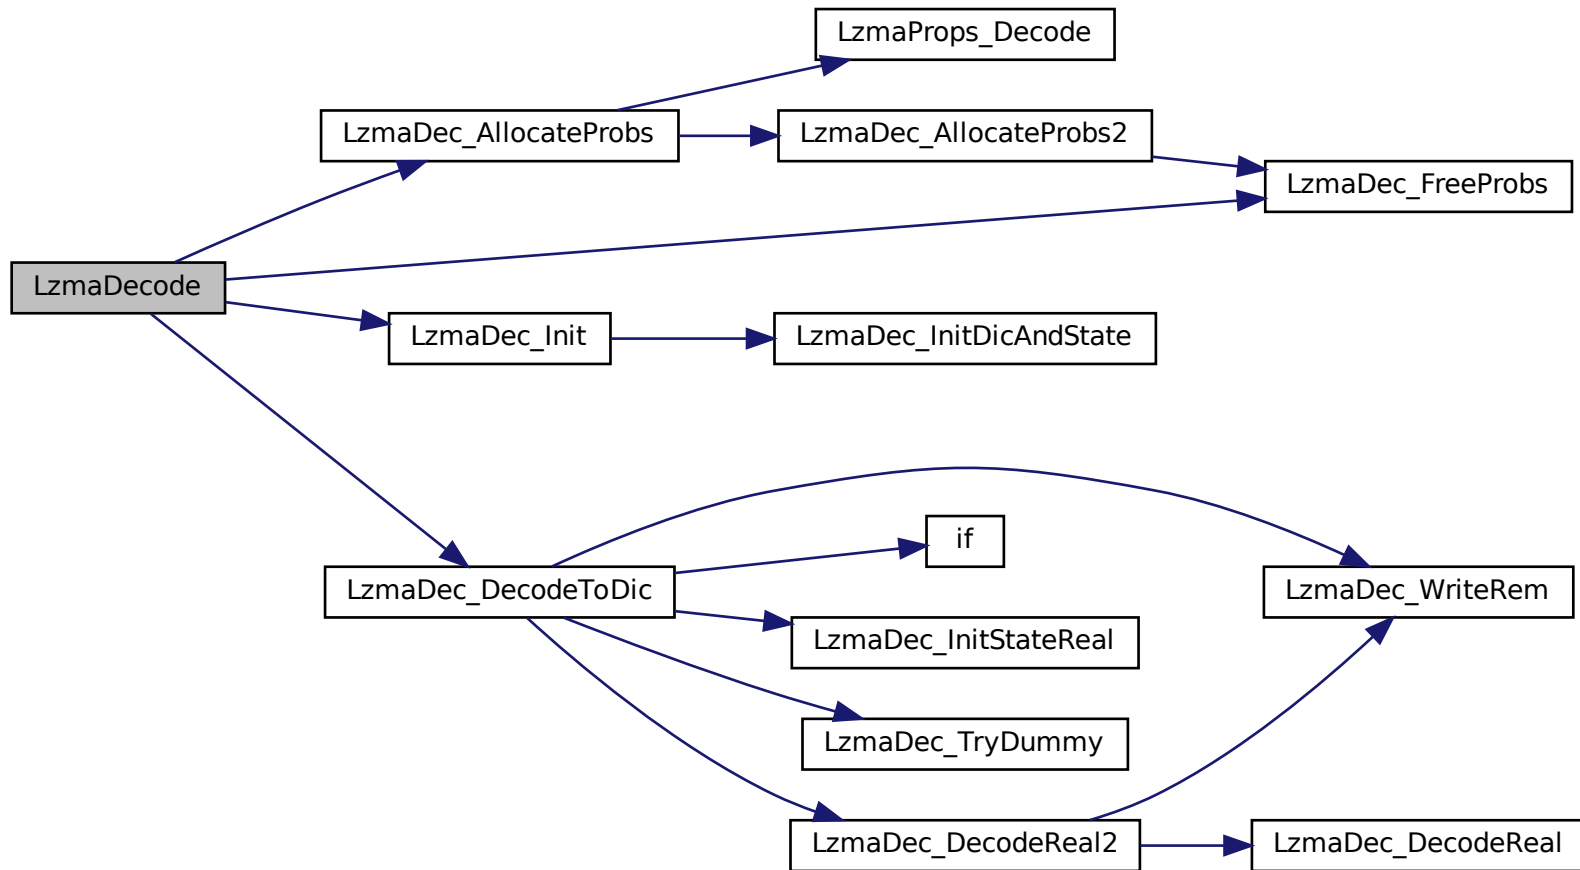 LzmaProps_Decode
LzmaDec_AllocateProbs
LzmaDec_AllocateProbs2
LzmaDec_FreeProbs
LzmaDecode
LzmaDec_Init
LzmaDec_InitDicAndState
if
LzmaDec_DecodeToDic
LzmaDec_WriteRem
LzmaDec_InitStateReal
LzmaDec_TryDummy
LzmaDec_DecodeReal2
LzmaDec_DecodeReal